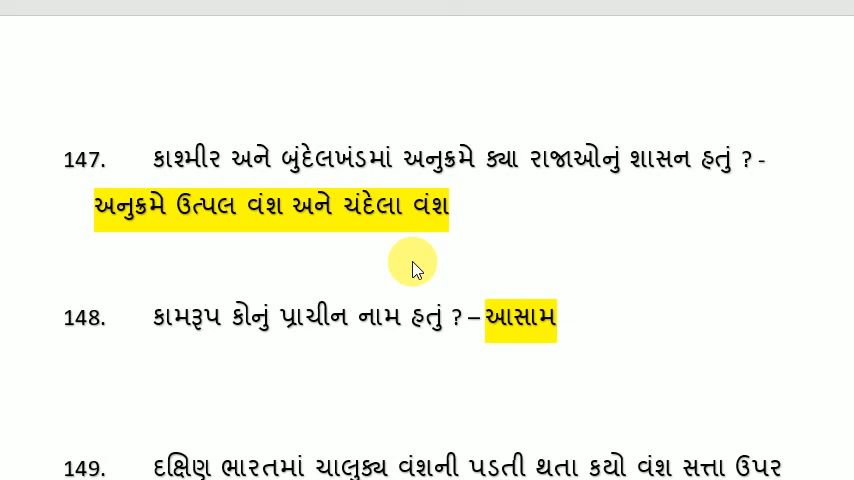 147. કાશ્મીર અને બુંદેલખંડમાં અનુક્રમે ક્યા રાજાઓનું શાસન હતું ? -
અનુક્રમે ઉત્પલ વંશ અને ચંદેલા વંશ
148. કામરૂપ કોનું પ્રાચીન નામ હતું ? – આસામ
149. દક્ષિણ ભારતમાં ચાલુક્ય વંશની પડતી થતા કયો વંશ સત્તા ઉપર